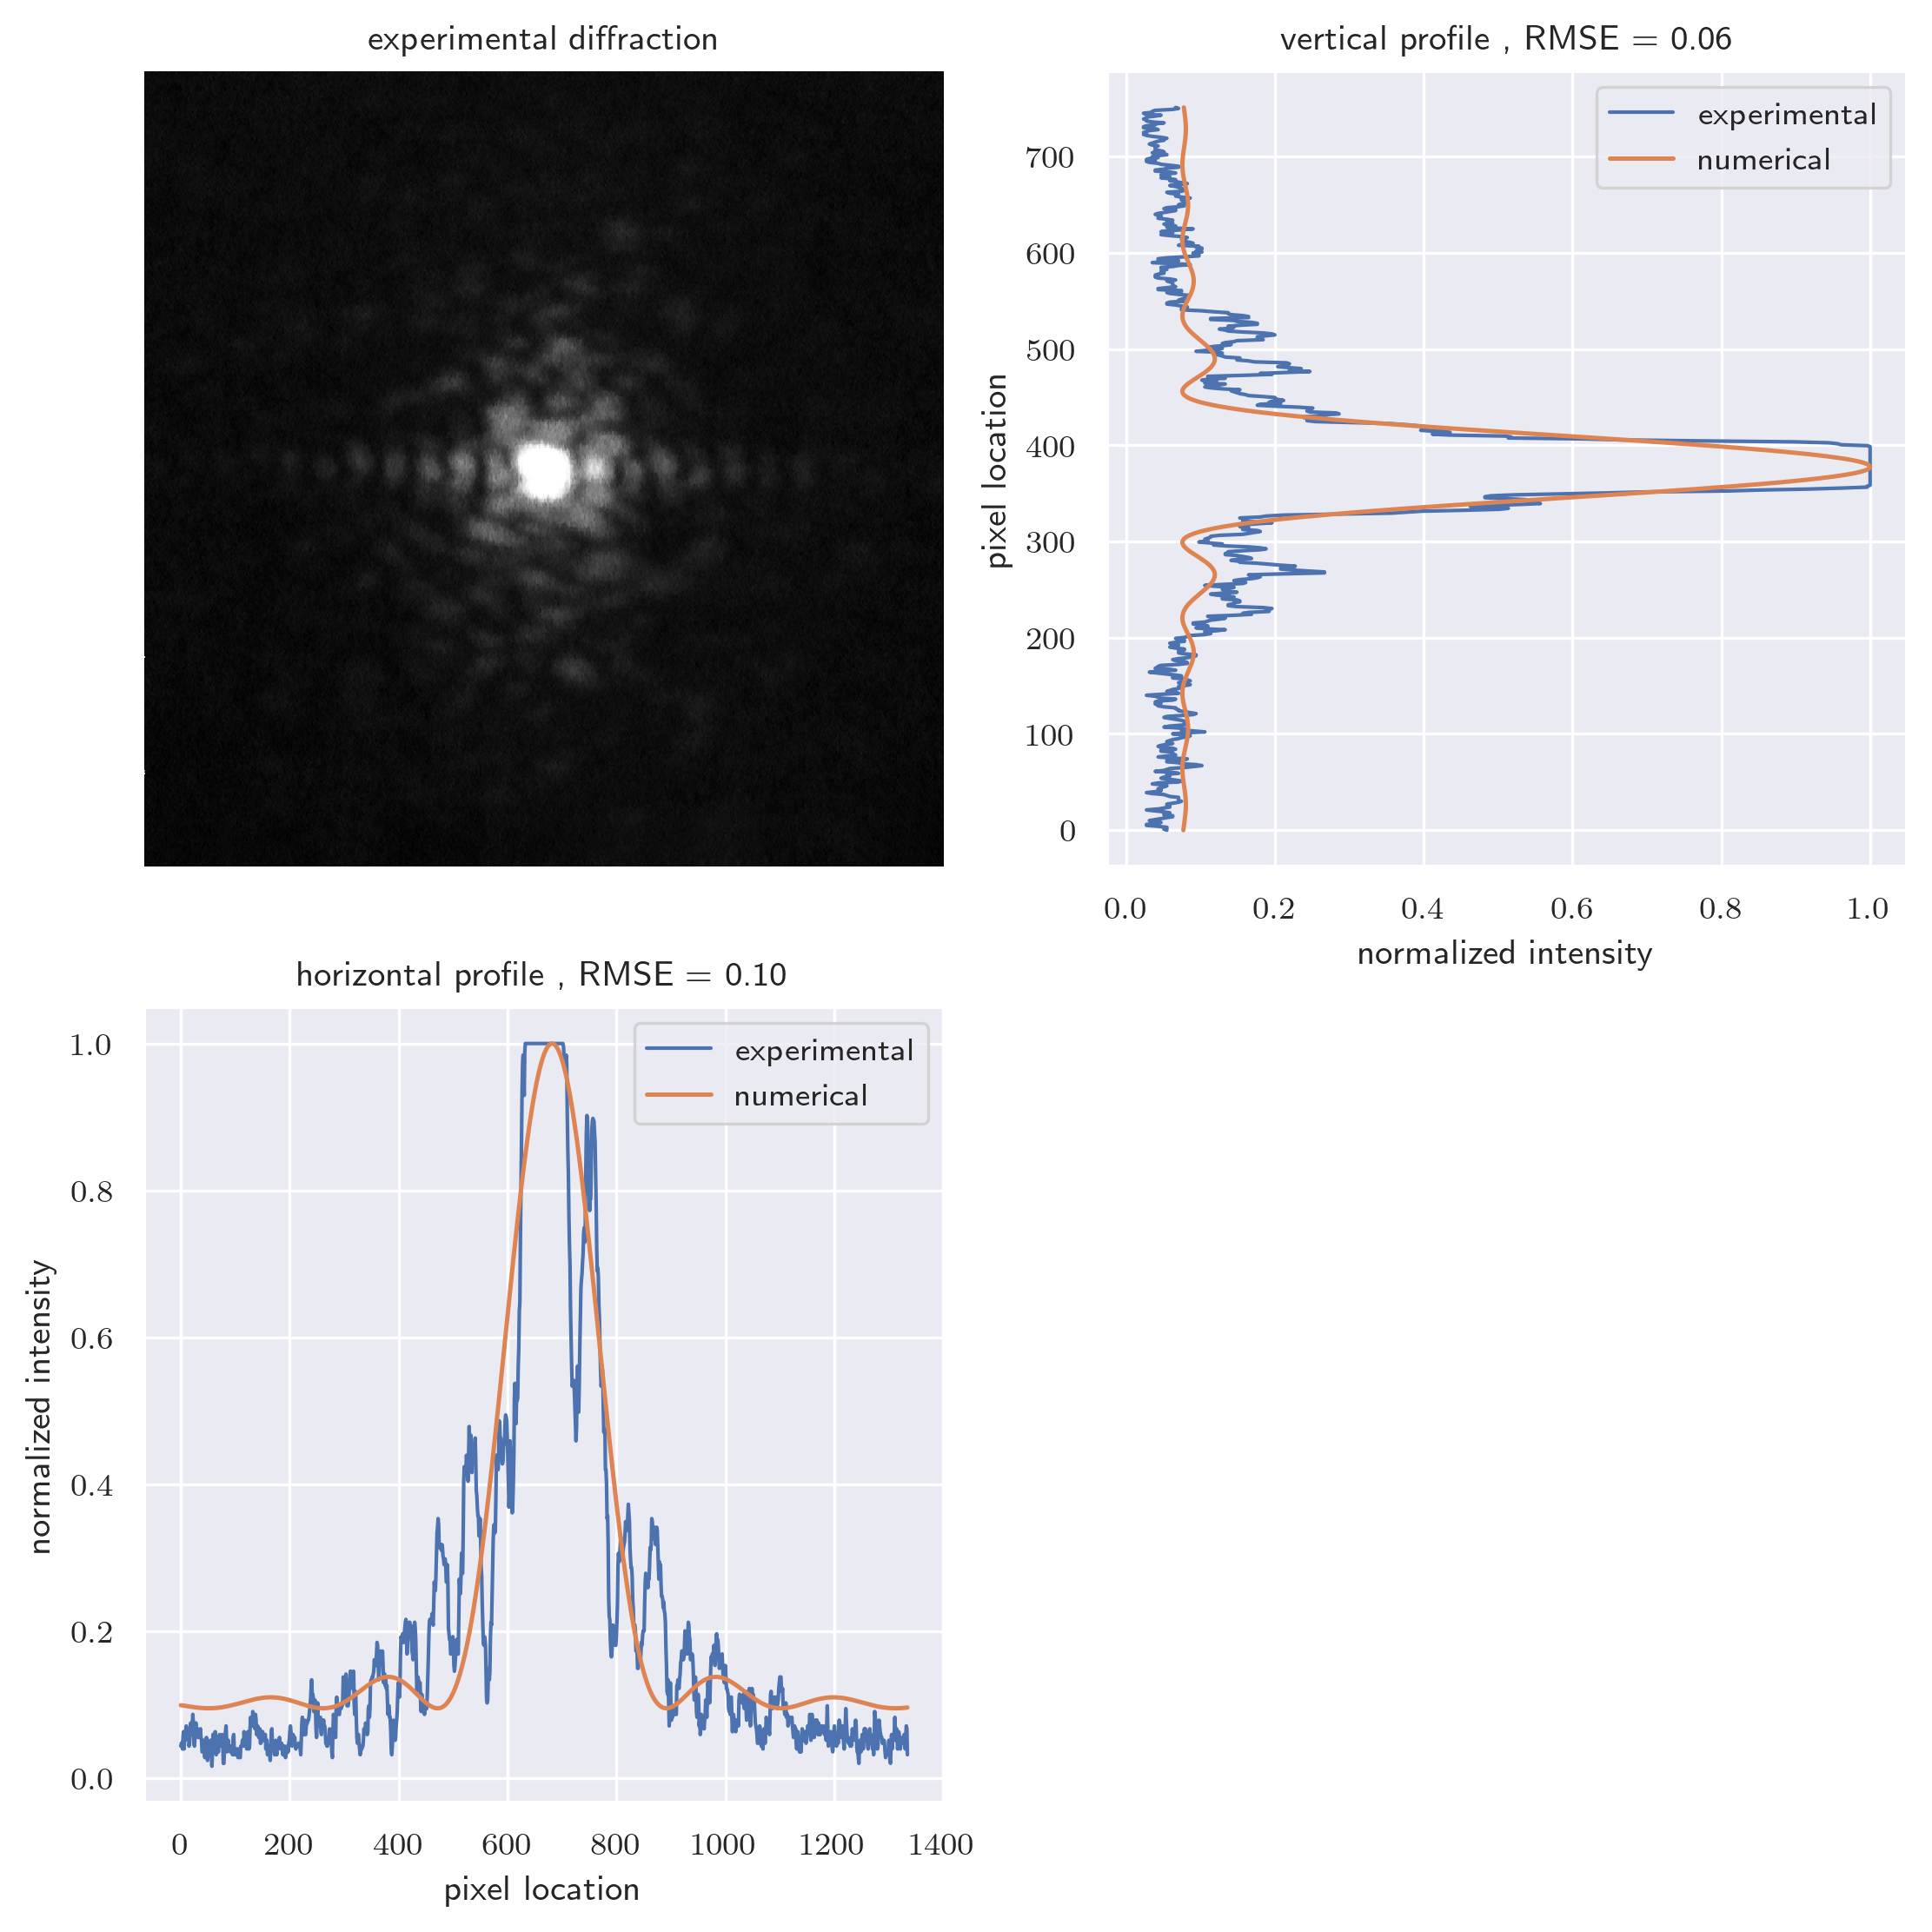 experimental diffraction
vertical profile , RMSE = 0.06
experimental
numerical
700
600
500
400
300
200
100
0
pixel location
0.0 0.2 0.4 0.6 0.8 1.0
normalized intensity
horizontal profile , RMSE = 0.10
experimental
numerical
1.0
0.8
0.6
0.4
0.2
0.0
normalized intensity
0 200 400 600 800 1000 1200 1400
pixel location